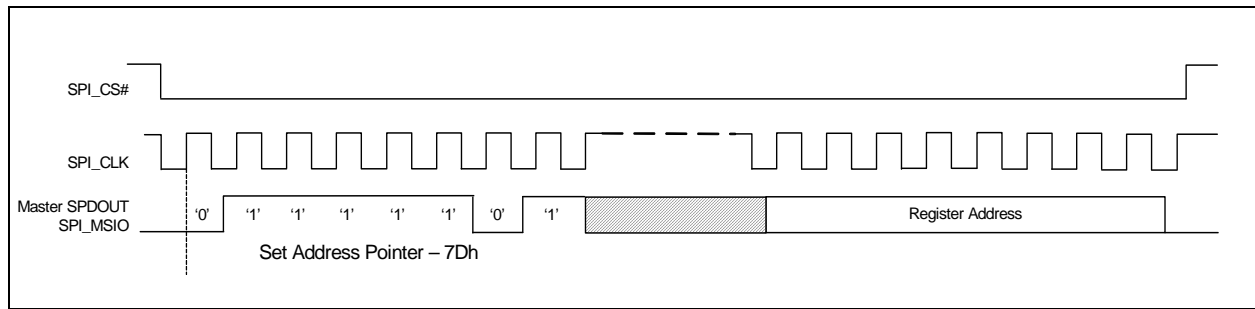 SPI_CS#
SPI_CLK
Master SPDOUT
SPI_MSIO
‘0’ ‘1’ ‘1’ ‘1’ ‘1’ ‘1’ ‘0’ ‘1’ Register Address
Set Address Pointer – 7Dh